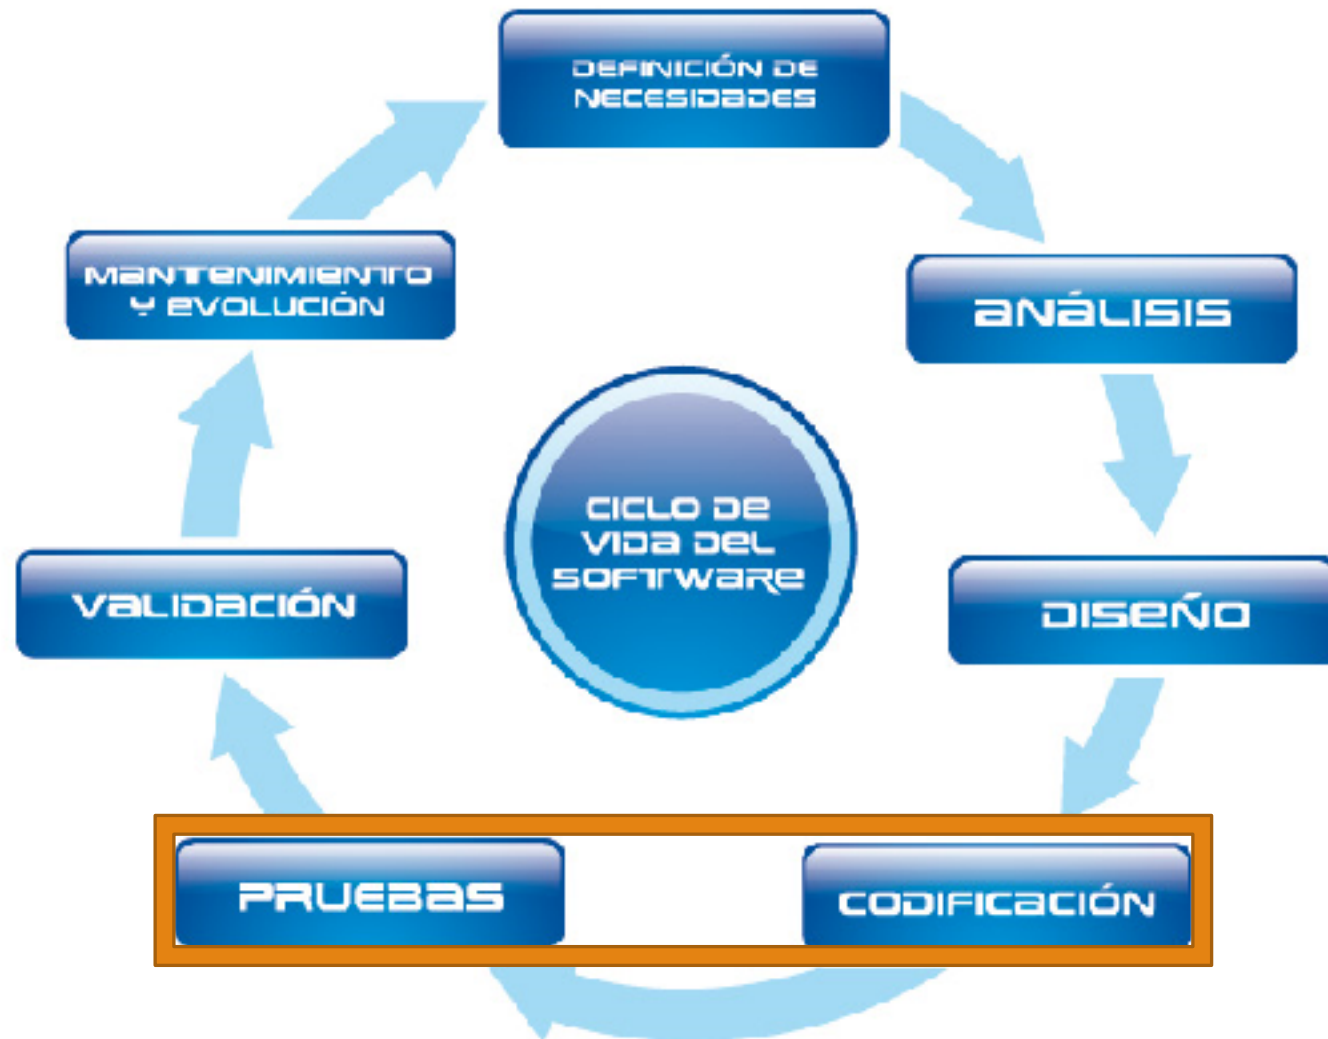 DEFINICIÓN DE
NECESIDADES
MANTENIMIENTO
Y EVOLUCIÓN
ANÁLISIS
CICLO DE
VIDA DEL
SOFTWARE
VALIDACIÓN
DISEÑO
PRUEBAS
CODIFICACIÓN